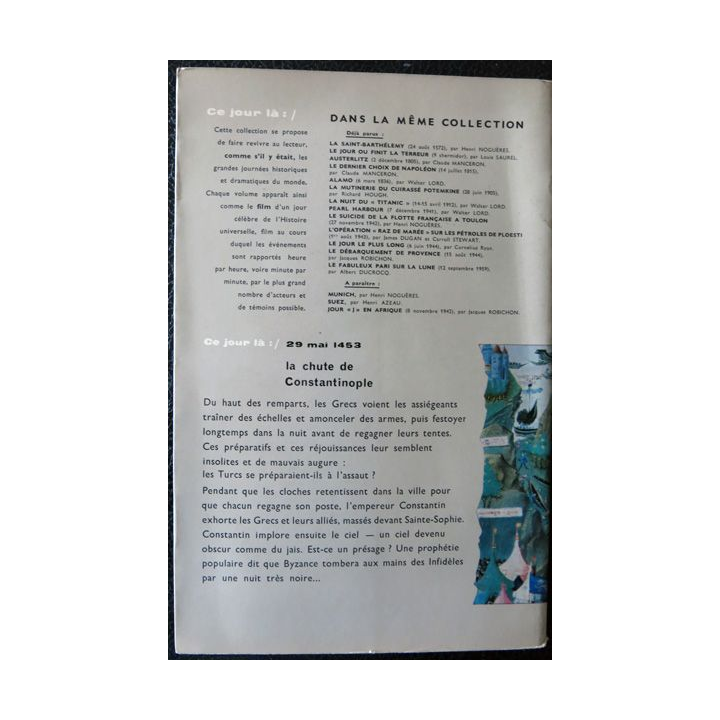 Ce jour là :/
Cette collection se propose
de faire revivre au lecteur,
comme s'il y était, les
grandes journées historiques
et dramatiques du monde.
Chaque volume apparaît ainsi
comme le film d'un jour
célèbre de l'Histoire
universelle, film au cours
duquel les événements
sont rapportés heure
par heure, voire minute par
minute, par le plus grand
nombre d'acteurs et
de témoins possible.
DANS LA MÊME COLLECTION
Déjà parus :
LA SAINT-BARTHÉLEMY (24 août 1572), par Henri NOGUÈRES.
LE JOUR OU FINIT LA TERREUR (9 thermidor), par Louis SAUREL.
AUSTERLITZ (2 décembre 1805), par Claude MANCERON.
LE DERNIER CHOIX DE NAPOLÉON (14 juillet 1815),
par Claude MANCERON.
ALAMO (6 mars 1836), par Walter LORD.
LA MUTINERIE DU CUIRASSÉ POTEMKINE (28 juin 1905),
par Richard HOUGH.
LA NUIT DU « TITANIC » (14-15 avril 1912), par Walter LORD.
PEARL HARBOUR (7 décembre 1941), par Walter LORD.
LE SUICIDE DE LA FLOTTE FRANÇAISE A TOULON
(27 novembre 1942), par Henri NOGUÈRES.
L'OPÉRATION « RAZ DE MARÉE » SUR LES PÉTROLES DE PLOESTI
(1er août 1943), par James DUGAN et Carroll STEWART.
LE JOUR LE PLUS LONG (6 juin 1944), par Cornelius Ryan.
LE DÉBARQUEMENT DE PROVENCE (15 août 1944),
par Jacques ROBICHON.
LE FABULEUX PARI SUR LA LUNE (12 septembre 1959),
par Albert DUCROCQ.
A paraître :
MUNICH, par Henri NOGUÈRES.
SUEZ, par Henri AZEAU.
JOUR « J » EN AFRIQUE (8 novembre 1942), par Jacques ROBICHON.
Ce jour là :/ 29 mai 1453
la chute de
Constantinople
Du haut des remparts, les Grecs voient les assiégeants
traîner des échelles et amonceler des armes, puis festoyer
longtemps dans la nuit avant de regagner leurs tentes.
Ces préparatifs et ces réjouissances leur semblent
insolites et de mauvais augure :
les Turcs se préparaient-ils à l'assaut ?
Pendant que les cloches retentissent dans la ville pour
que chacun regagne son poste, l'empereur Constantin
exhorte les Grecs et leurs alliés, massés devant Sainte-Sophie.
Constantin implore ensuite le ciel — un ciel devenu
obscur comme du jais. Est-ce un présage ? Une prophétie
populaire dit que Byzance tombera aux mains des Infidèles
par une nuit très noire...